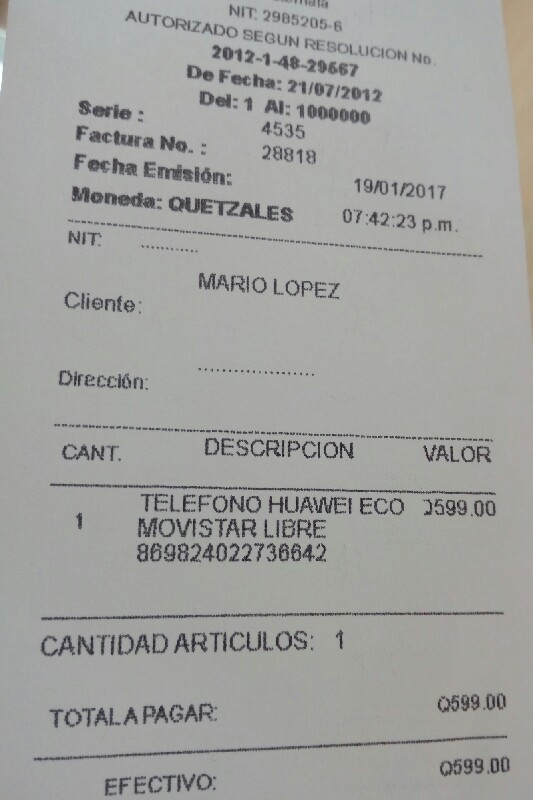 NIT: 2985205-6
AUTORIZADO SEGUN RESOLUCION No.
2012-1-48-29567
De Fecha: 21/07/2012
Del: 1 Al: 1000000
Serie : 4535
Factura No. : 28818
Fecha Emisión: 19/01/2017
Moneda: QUETZALES 07:42:23 p.m.
NIT: ............
MARIO LOPEZ
Cliente:
........................
Dirección:
CANT. DESCRIPCION VALOR
1 TELEFONO HUAWEI ECO Q599.00
MOVISTAR LIBRE
869824022736642
CANTIDAD ARTICULOS: 1
TOTAL A PAGAR: Q599.00
EFECTIVO: Q599.00